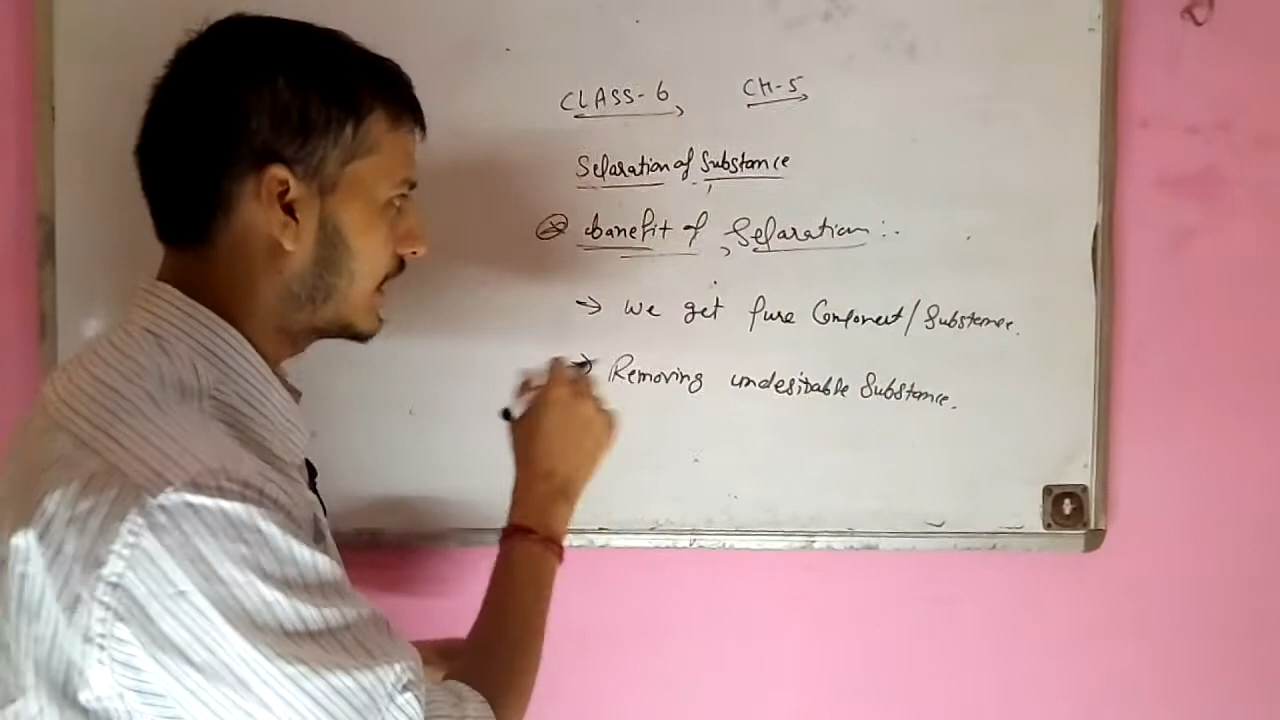 CLASS-6 CH-5
Separation of Substance
banefit of Separation:-
→ We get Pure Component/Substance.
→ Removing undesirable Substance.